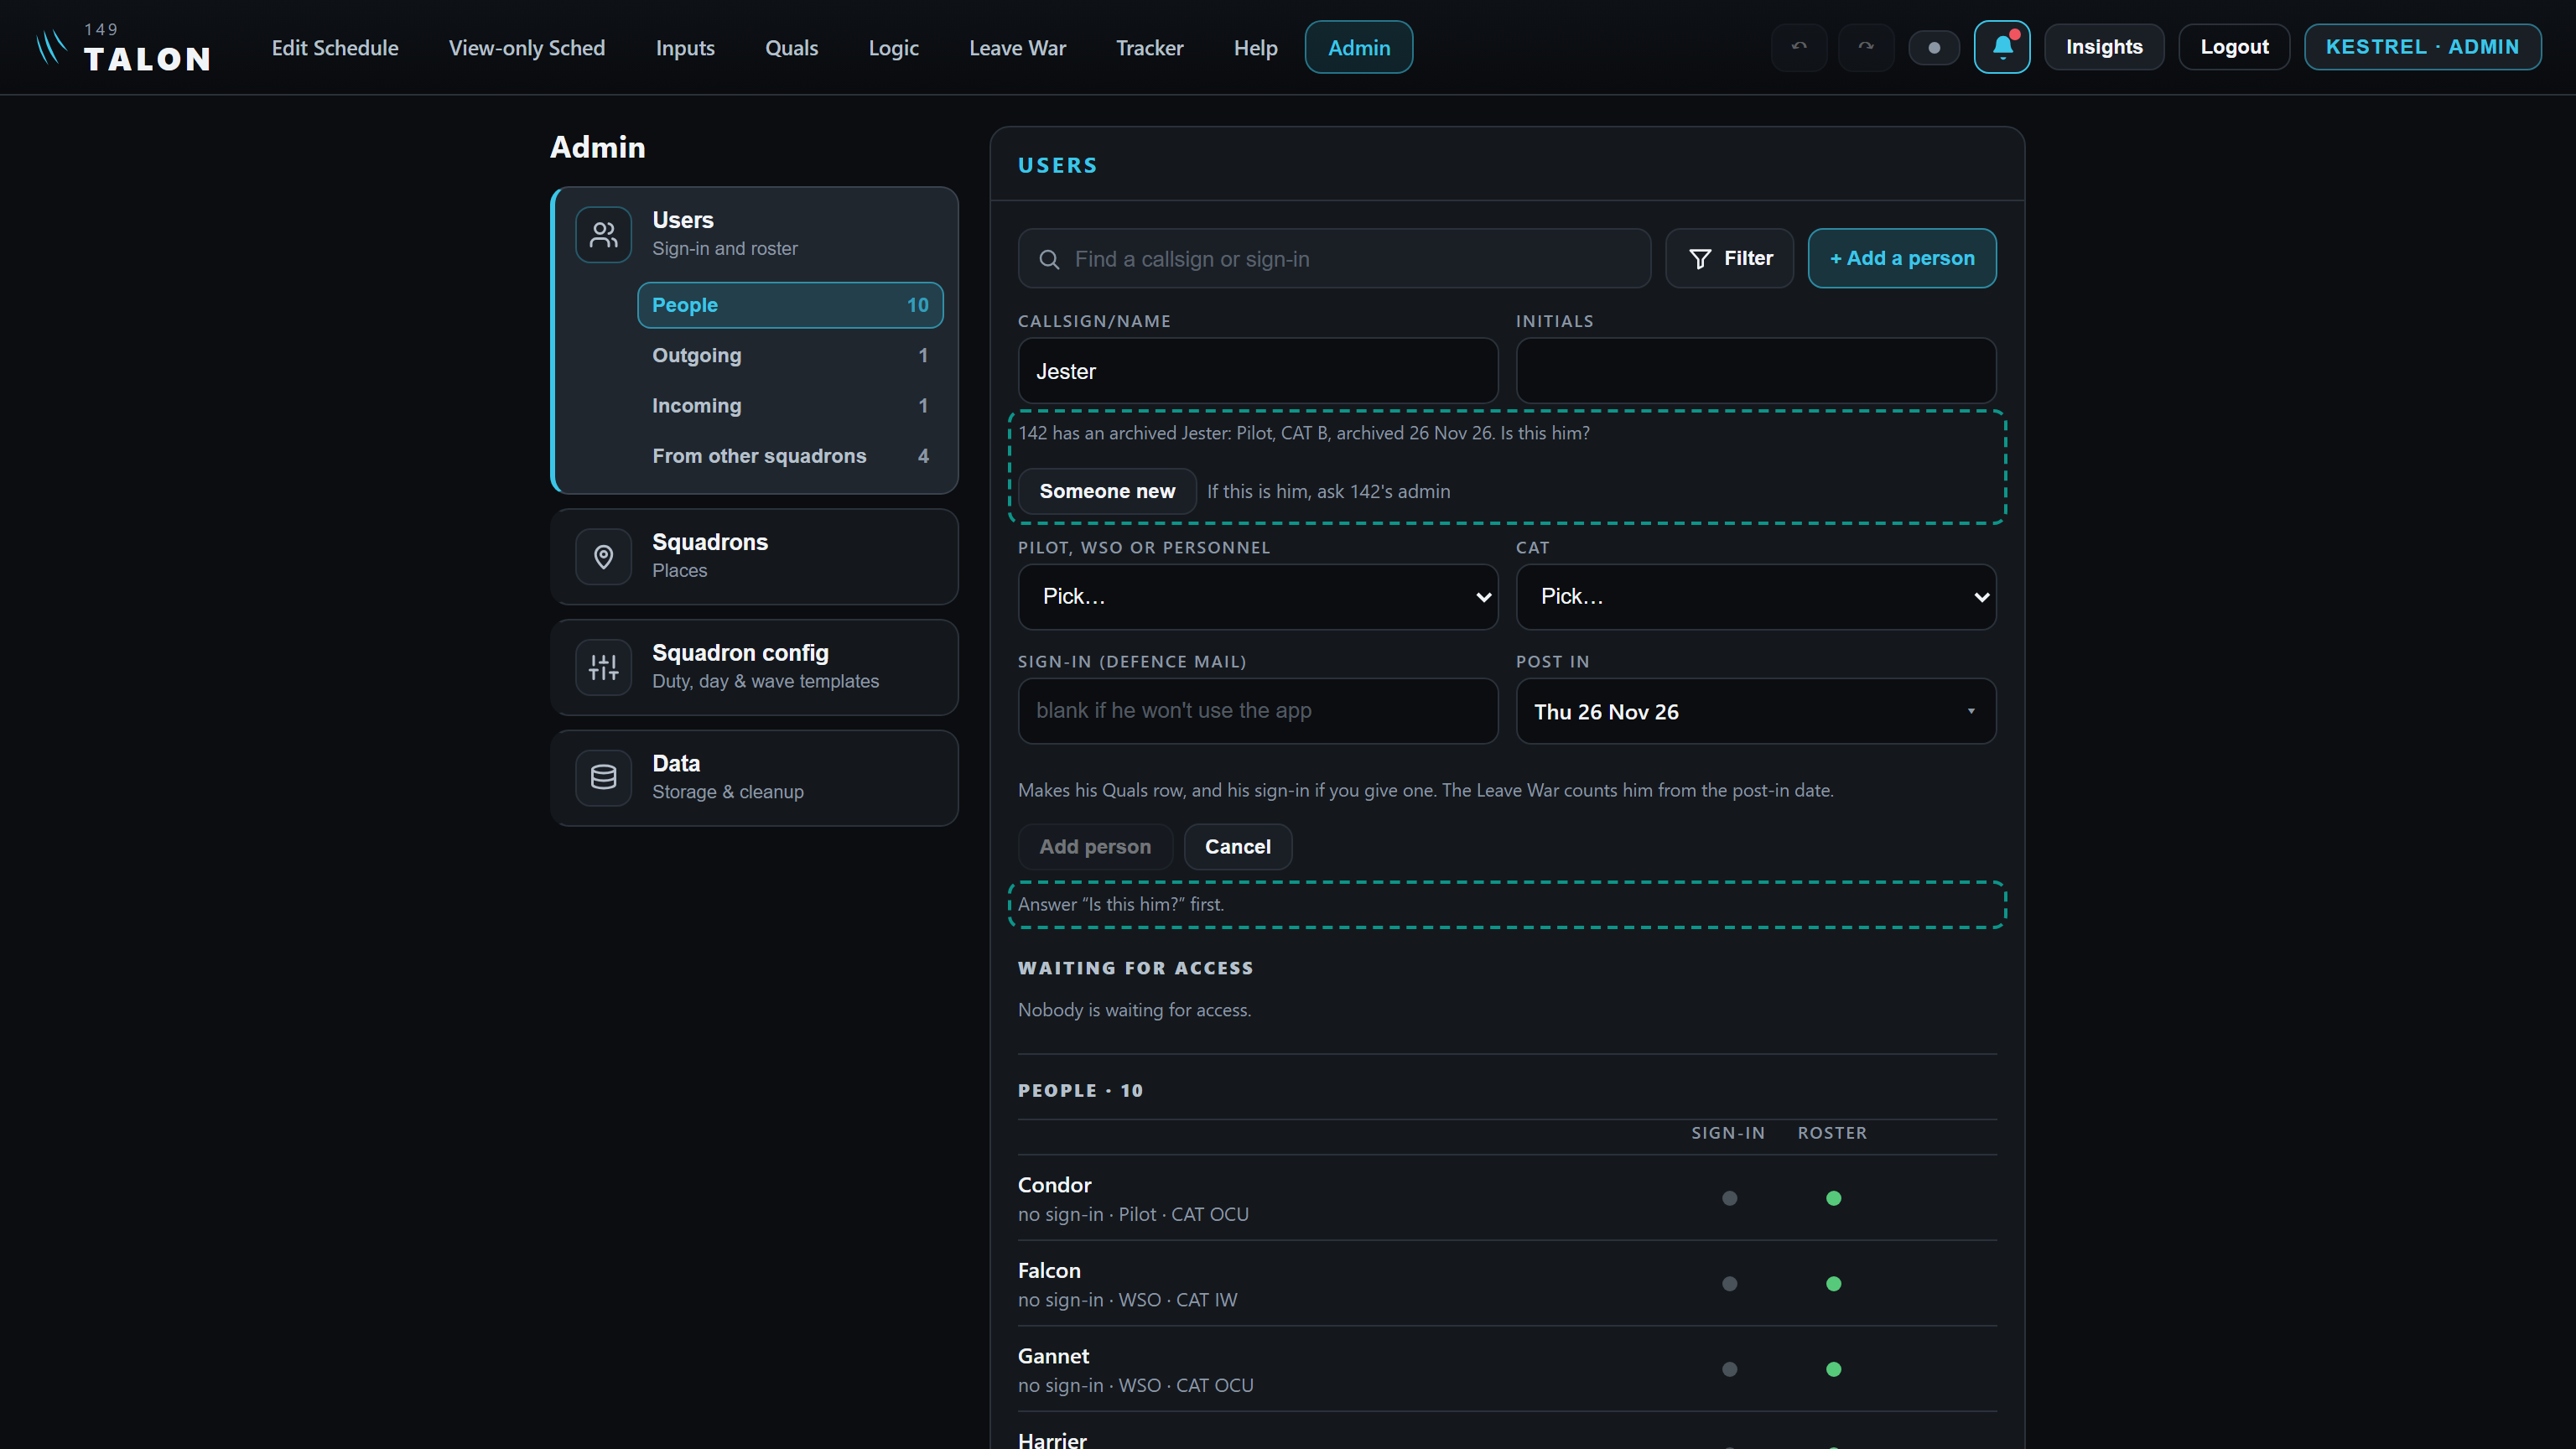 149
TALON
Edit Schedule
View-only Sched
Inputs
Quals
Logic
Leave War
Tracker
Help
Admin
Insights
Logout
KESTREL · ADMIN
Admin
Users
Sign-in and roster
People 10
Outgoing 1
Incoming 1
From other squadrons 4
Squadrons
Places
Squadron config
Duty, day & wave templates
Data
Storage & cleanup
USERS
Find a callsign or sign-in
Filter
+ Add a person
CALLSIGN/NAME
INITIALS
Jester
142 has an archived Jester: Pilot, CAT B, archived 26 Nov 26. Is this him?
Someone new
If this is him, ask 142's admin
PILOT, WSO OR PERSONNEL
CAT
Pick…
Pick…
SIGN-IN (DEFENCE MAIL)
POST IN
blank if he won't use the app
Thu 26 Nov 26
Makes his Quals row, and his sign-in if you give one. The Leave War counts him from the post-in date.
Add person
Cancel
Answer “Is this him?” first.
WAITING FOR ACCESS
Nobody is waiting for access.
PEOPLE · 10
SIGN-IN
ROSTER
Condor
no sign-in · Pilot · CAT OCU
Falcon
no sign-in · WSO · CAT IW
Gannet
no sign-in · WSO · CAT OCU
Harrier